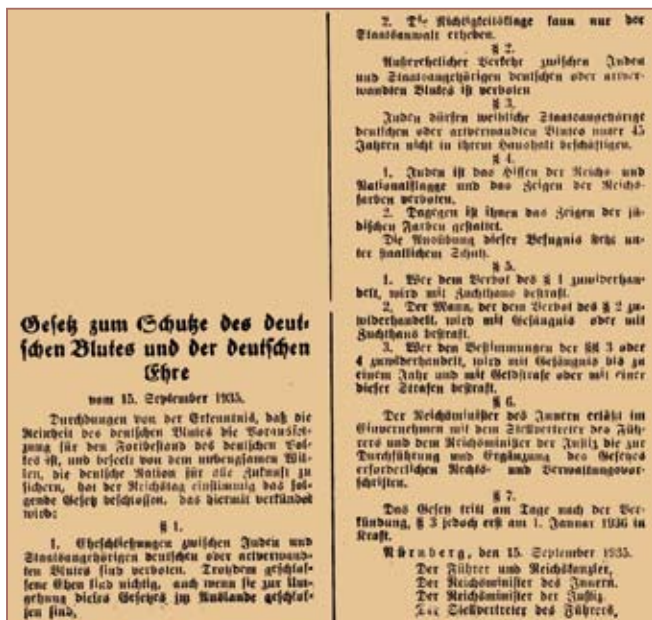 Gesetz zum Schutze des deut-
schen Blutes und der deutschen
Ehre
vom 15. September 1935.
Durchdungen von der Erkenntnis, daß die
Reinheit des deutschen Blutes die Vorausset-
zung für den Fortbestand des deutschen Vol-
kes ist, und beseelt von dem unbeugsamen Wil-
len, die deutsche Nation für alle Zukunft zu
sichern, hat der Reichstag einstimmig das fol-
gende Gesetz beschlossen, das hiermit verkündet
wird:
§ 1.
1. Eheschließungen zwischen Juden und
Staatsangehörigen deutschen oder artverwand-
ten Blutes sind verboten. Trotzdem geschlos-
sene Ehen sind nichtig, auch wenn sie zur Um-
gehung dieses Gesetzes im Auslande geschlos-
sen sind.
2. Die Nichtigkeitsklage kann nur der
Staatsanwalt erheben.
§ 2.
Außerehelicher Verkehr zwischen Juden
und Staatsangehörigen deutschen oder artver-
wandten Blutes ist verboten
§ 3.
Juden dürfen weibliche Staatsangehörige
deutschen oder artverwandten Blutes unter 45
Jahren nicht in ihrem Haushalt beschäftigen.
§ 4.
1. Juden ist das Hissen der Reichs- und
Nationalflagge und das Zeigen der Reichs-
farben verboten.
2. Dagegen ist ihnen das Zeigen der jü-
dischen Farben gestattet.
Die Ausübung dieser Befugnis steht un-
ter staatlichem Schutz.
§ 5.
1. Wer dem Verbot des § 1 zuwiderhan-
delt, wird mit Zuchthaus bestraft.
2. Der Mann, der dem Verbot des § 2 zu-
widerhandelt, wird mit Gefängnis oder mit
Zuchthaus bestraft.
3. Wer den Bestimmungen der §§ 3 oder
4 zuwiderhandelt, wird mit Gefängnis bis zu
einem Jahr und mit Geldstrafe oder mit einer
dieser Strafen bestraft.
§ 6.
Der Reichsminister des Innern erläßt im
Einvernehmen mit dem Stellvertreter des Füh-
rers und dem Reichsminister der Justiz die zur
Durchführung und Ergänzung des Gesetzes
erforderlichen Rechts- und Verwaltungsvor-
schriften.
§ 7.
Das Gesetz tritt am Tage nach der Ver-
kündung, § 3 jedoch erst am 1. Januar 1936 in
Kraft.
Nürnberg, den 15. September 1935.
Der Führer und Reichskanzler,
Der Reichsminister des Innern.
Der Reichsminister der Justiz.
Der Stellvertreter des Führers,